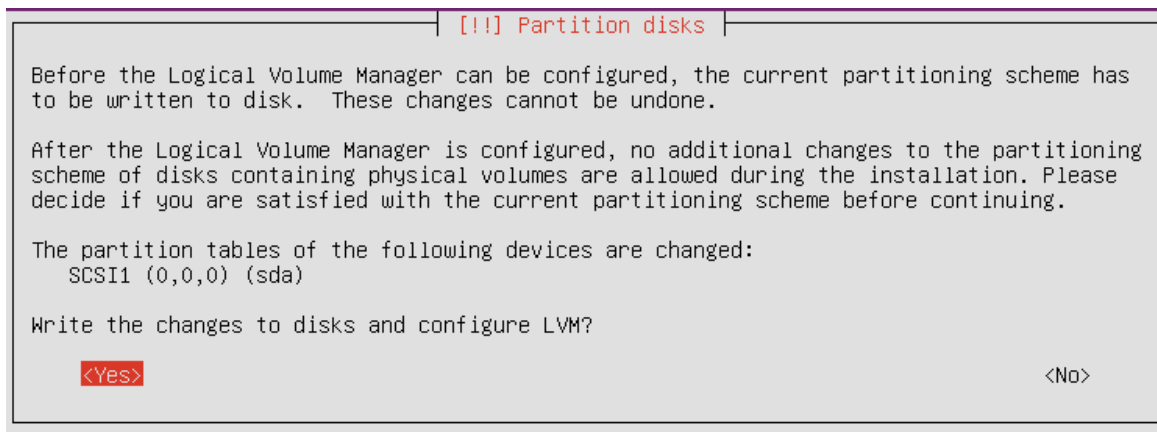 [!!] Partition disks
Before the Logical Volume Manager can be configured, the current partitioning scheme has
to be written to disk.  These changes cannot be undone.
After the Logical Volume Manager is configured, no additional changes to the partitioning
scheme of disks containing physical volumes are allowed during the installation. Please
decide if you are satisfied with the current partitioning scheme before continuing.
The partition tables of the following devices are changed:
SCSI1 (0,0,0) (sda)
Write the changes to disks and configure LVM?
<Yes> <No>